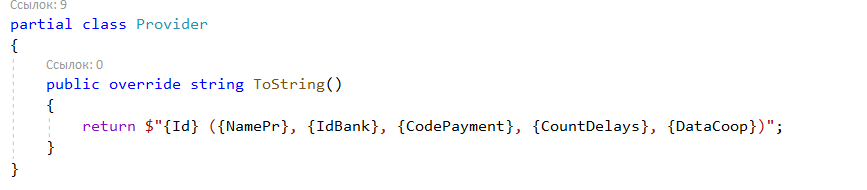 Ссылок: 9
partial class Provider
{
Ссылок: 0
public override string ToString()
{
return $"{Id} ({NamePr}, {IdBank}, {CodePayment}, {CountDelays}, {DataCoop})";
}
}